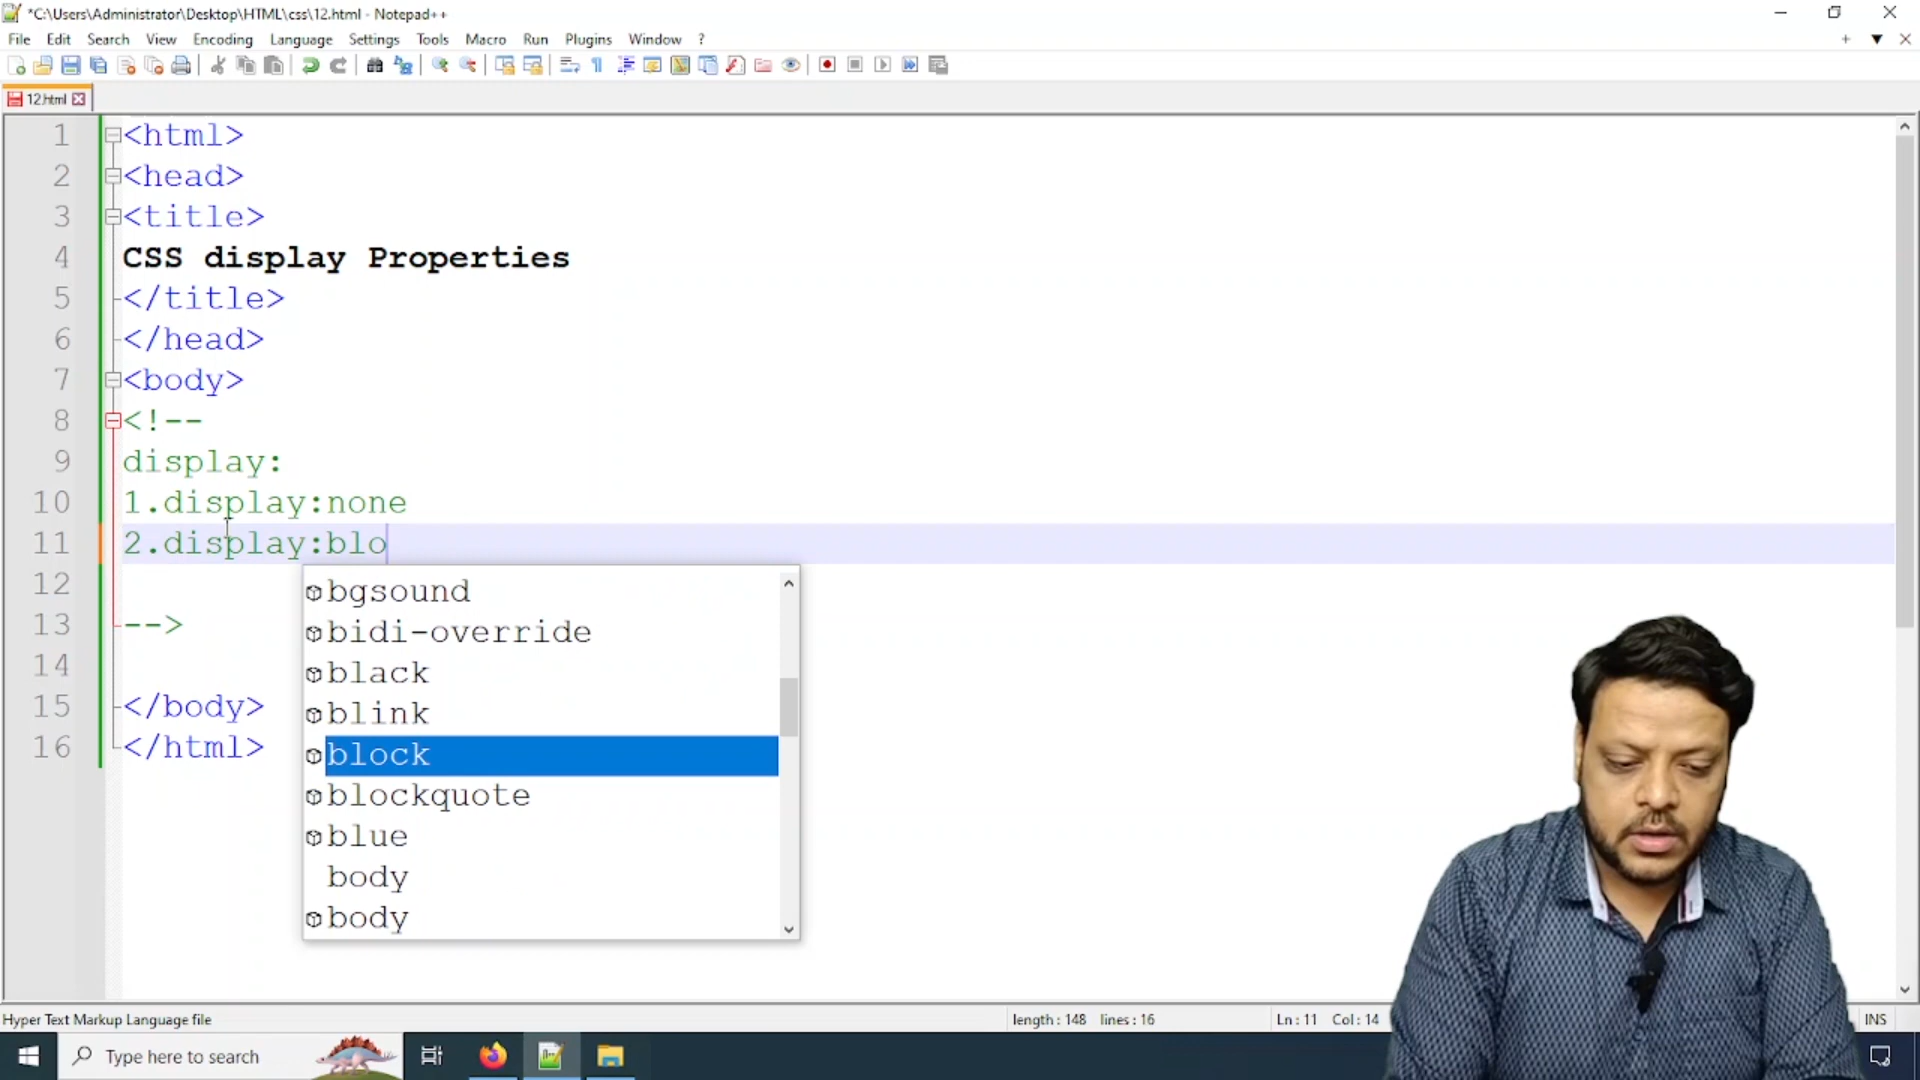 *C:\Users\Administrator\Desktop\HTML\css\12.html - Notepad++
File Edit Search View Encoding Language Settings Tools Macro Run Plugins Window ?
12.html
1 <html>
2 <head>
3 <title>
4 CSS display Properties
5 </title>
6 </head>
7 <body>
8 <!--
9 display:
10 1.display:none
11 2.display:blo
12
13 -->
14
15 </body>
16 </html>
bgsound
bidi-override
black
blink
block
blockquote
blue
body
body
Hyper Text Markup Language file length : 148 lines : 16 Ln : 11 Col : 14 INS
Type here to search